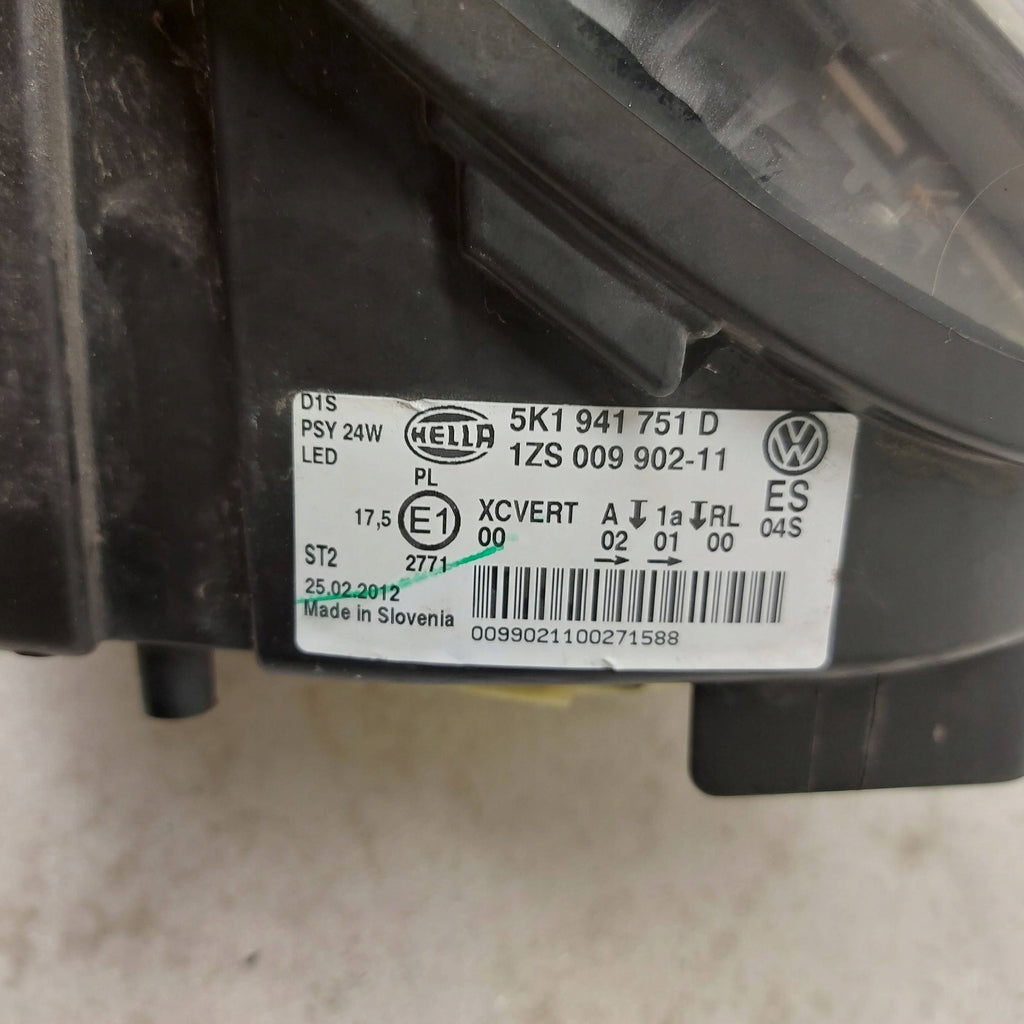 D1S
PSY 24W
LED
HELLA
5K1 941 751 D
1ZS 009 902-11
PL
17,5
E1
2771
XCVERT
00
A 1a RL
02 01 00
ES
04S
ST2
25.02.2012
Made in Slovenia
0099021100271588